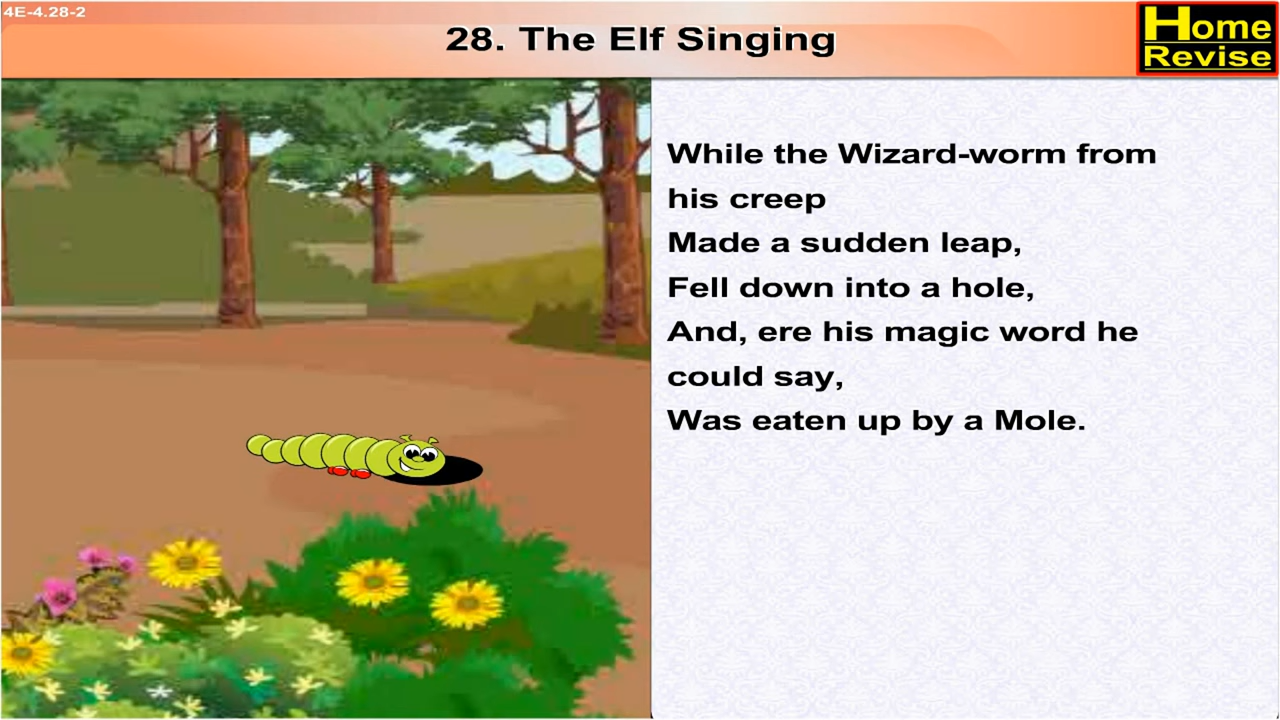 4E-4.28-2
28. The Elf Singing
Home
Revise
While the Wizard-worm from
his creep
Made a sudden leap,
Fell down into a hole,
And, ere his magic word he
could say,
Was eaten up by a Mole.